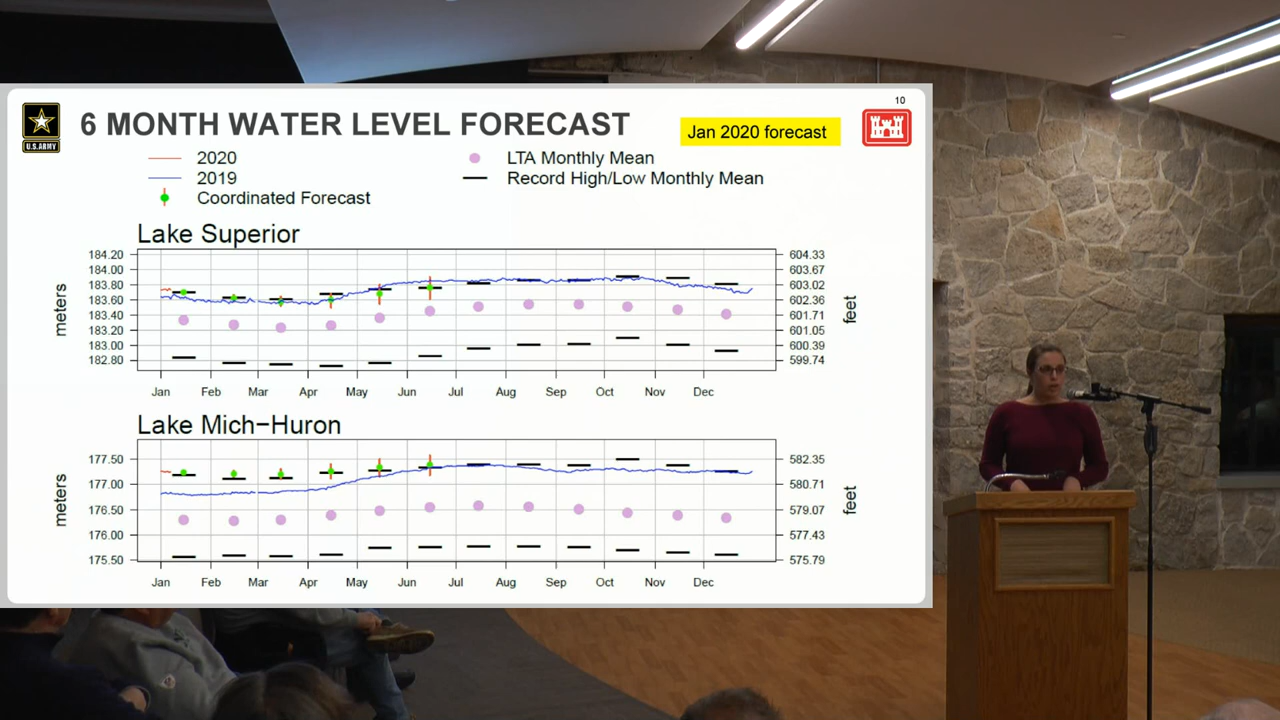 10
U.S.ARMY
6 MONTH WATER LEVEL FORECAST
Jan 2020 forecast
2020
2019
Coordinated Forecast
LTA Monthly Mean
Record High/Low Monthly Mean
Lake Superior
184.20 604.33
184.00 603.67
183.80 603.02
183.60 602.36
183.40 601.71
183.20 601.05
183.00 600.39
182.80 599.74
meters
feet
Jan Feb Mar Apr May Jun Jul Aug Sep Oct Nov Dec
Lake Mich−Huron
177.50 582.35
177.00 580.71
176.50 579.07
176.00 577.43
175.50 575.79
meters
feet
Jan Feb Mar Apr May Jun Jul Aug Sep Oct Nov Dec